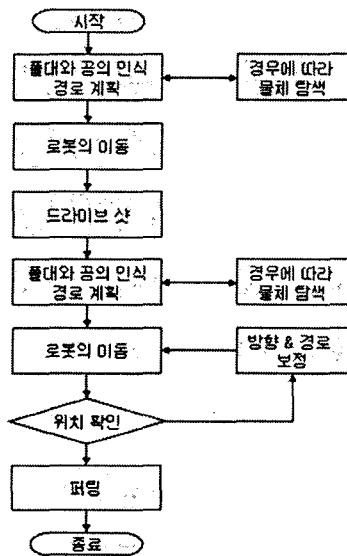 시작
폴대와 공의 인식
경로 계획
경우에 따라
물체 탐색
로봇의 이동
드라이브 샷
폴대와 공의 인식
경로 계획
경우에 따라
물체 탐색
로봇의 이동
방향 & 경로
보정
위치 확인
퍼팅
종료